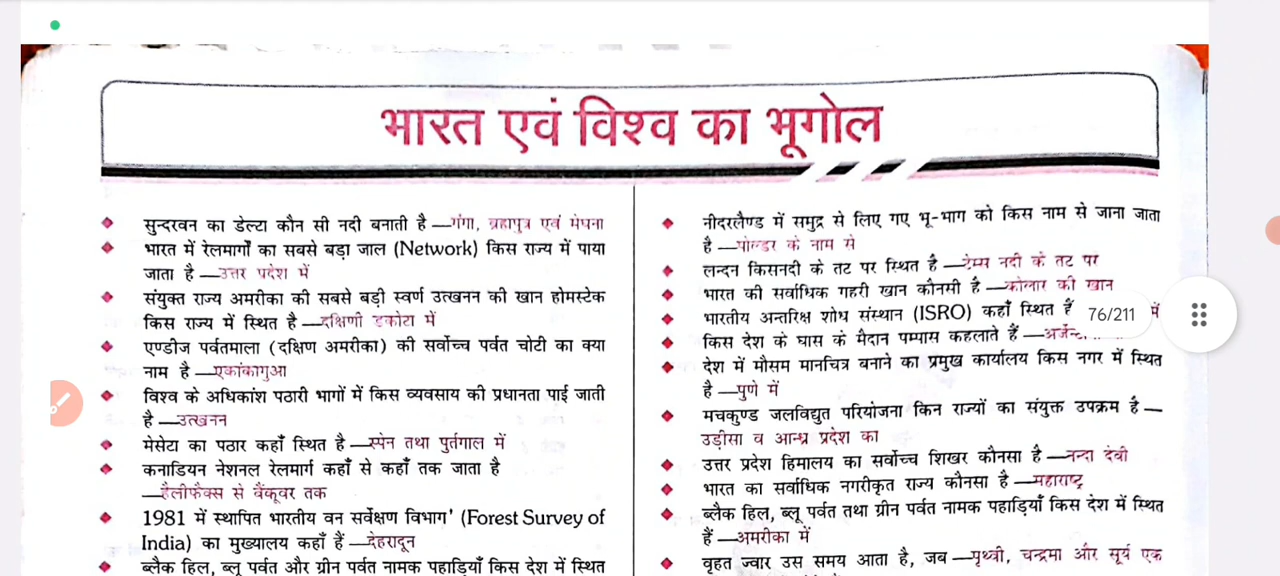 भारत एवं विश्व का भूगोल
सुन्दरवन का डेल्टा कौन सी नदी बनाती है —गंगा, ब्रह्मपुत्र एवं मेघना
भारत में रेलमार्गों का सबसे बड़ा जाल (Network) किस राज्य में पाया
जाता है —उत्तर प्रदेश में
संयुक्त राज्य अमरीका की सबसे बड़ी स्वर्ण उत्खनन की खान होमस्टेक
किस राज्य में स्थित है —दक्षिणी डकोटा में
एण्डीज पर्वतमाला (दक्षिण अमरीका) की सर्वोच्च पर्वत चोटी का क्या
नाम है —एकांकागुआ
विश्व के अधिकांश पठारी भागों में किस व्यवसाय की प्रधानता पाई जाती
है —उत्खनन
मेसेटा का पठार कहाँ स्थित है —स्पेन तथा पुर्तगाल में
कनाडियन नेशनल रेलमार्ग कहाँ से कहाँ तक जाता है
—हैलीफैक्स से वैंकूवर तक
1981 में स्थापित भारतीय वन सर्वेक्षण विभाग' (Forest Survey of
India) का मुख्यालय कहाँ हैं —देहरादून
ब्लैक हिल, ब्लू पर्वत और ग्रीन पर्वत नामक पहाड़ियाँ किस देश में स्थित
नीदरलैण्ड में समुद्र से लिए गए भू-भाग को किस नाम से जाना जाता
है —पोल्डर के नाम से
लन्दन किसनदी के तट पर स्थित है —टेम्स नदी के तट पर
भारत की सर्वाधिक गहरी खान कौनसी है —कोलार की खान
भारतीय अन्तरिक्ष शोध संस्थान (ISRO) कहाँ स्थित हैं में
किस देश के घास के मैदान पम्पास कहलाते हैं
देश में मौसम मानचित्र बनाने का प्रमुख कार्यालय किस नगर में स्थित
है —पुणे में
मचकुण्ड जलविद्युत परियोजना किन राज्यों का संयुक्त उपक्रम है —
उड़ीसा व आन्ध्र प्रदेश का
उत्तर प्रदेश हिमालय का सर्वोच्च शिखर कौनसा है —नन्दा देवी
भारत का सर्वाधिक नगरीकृत राज्य कौनसा है —महाराष्ट्र
ब्लैक हिल, ब्लू पर्वत तथा ग्रीन पर्वत नामक पहाड़ियाँ किस देश में स्थित
हैं —अमरीका में
वृहत ज्वार उस समय आता है, जब —पृथ्वी, चन्द्रमा और सूर्य एक
76/211